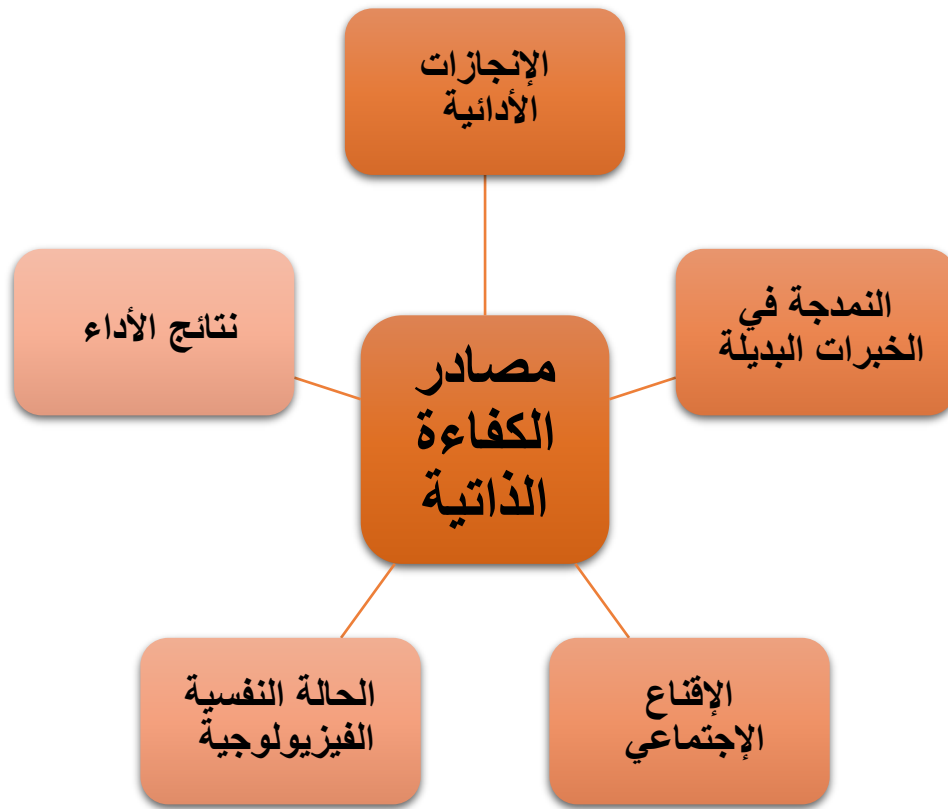 الإنجازات
الأدائية
النمدجة في
الخبرات البديلة
نتائج الأداء
مصادر
الكفاءة
الذاتية
الإقناع
الإجتماعي
الحالة النفسية
الفيزيولوجية